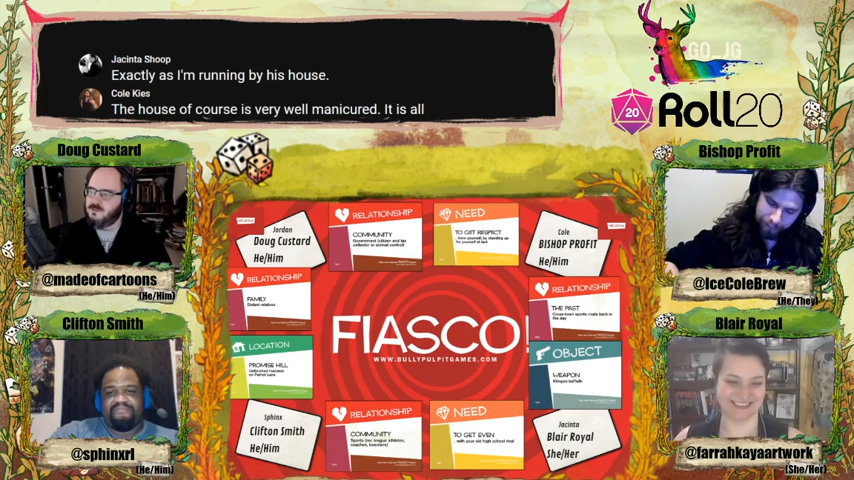 Jacinta Shoop
Exactly as I'm running by his house.
Cole Kies
The house of course is very well manicured. It is all
GO_JG
20
Roll20
Doug Custard
Bishop Profit
@madeofcartoons
(He/Him)
@IceColeBrew
(He/They)
Clifton Smith
Blair Royal
@sphinxrl
(He/Him)
@farrahkayaartwork
(She/Her)
Jordan
Doug Custard
He/Him
RELATIONSHIP
COMMUNITY
Government (citizen and tax
collector or animal control)
NEED
TO GET RESPECT
...from yourself, by standing up
for yourself at last
Cole
BISHOP PROFIT
He/Him
RELATIONSHIP
FAMILY
Distant relatives
RELATIONSHIP
THE PAST
Cross-town sports rivals back in
the day
FIASCO!
WWW.BULLYPULPITGAMES.COM
LOCATION
PROMISE HILL
on Patriot Lane
OBJECT
WEAPON
Klingon bat'leth
Sphinx
Clifton Smith
He/Him
RELATIONSHIP
COMMUNITY
Sports (rec league athletes,
coaches, boosters)
NEED
TO GET EVEN
...with your old high school rival
Jacinta
Blair Royal
She/Her